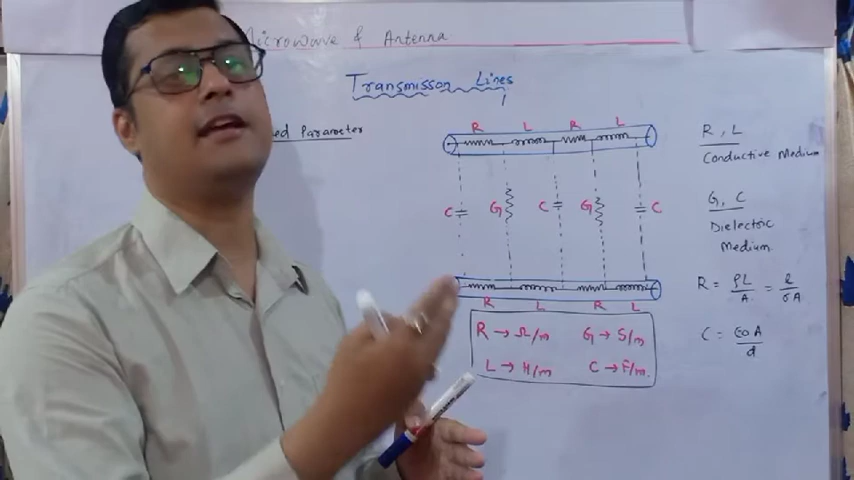 Microwave & Antenna
Transmisson Lines
ed Parameter
R L R L
C G C G C
R L R L
R → Ω/m G → S/m
L → H/m C → F/m.
R, L
Conductive Medium
G, C
Dielectric
Medium
R = ρL/A = l/σA
C = ε0A/d